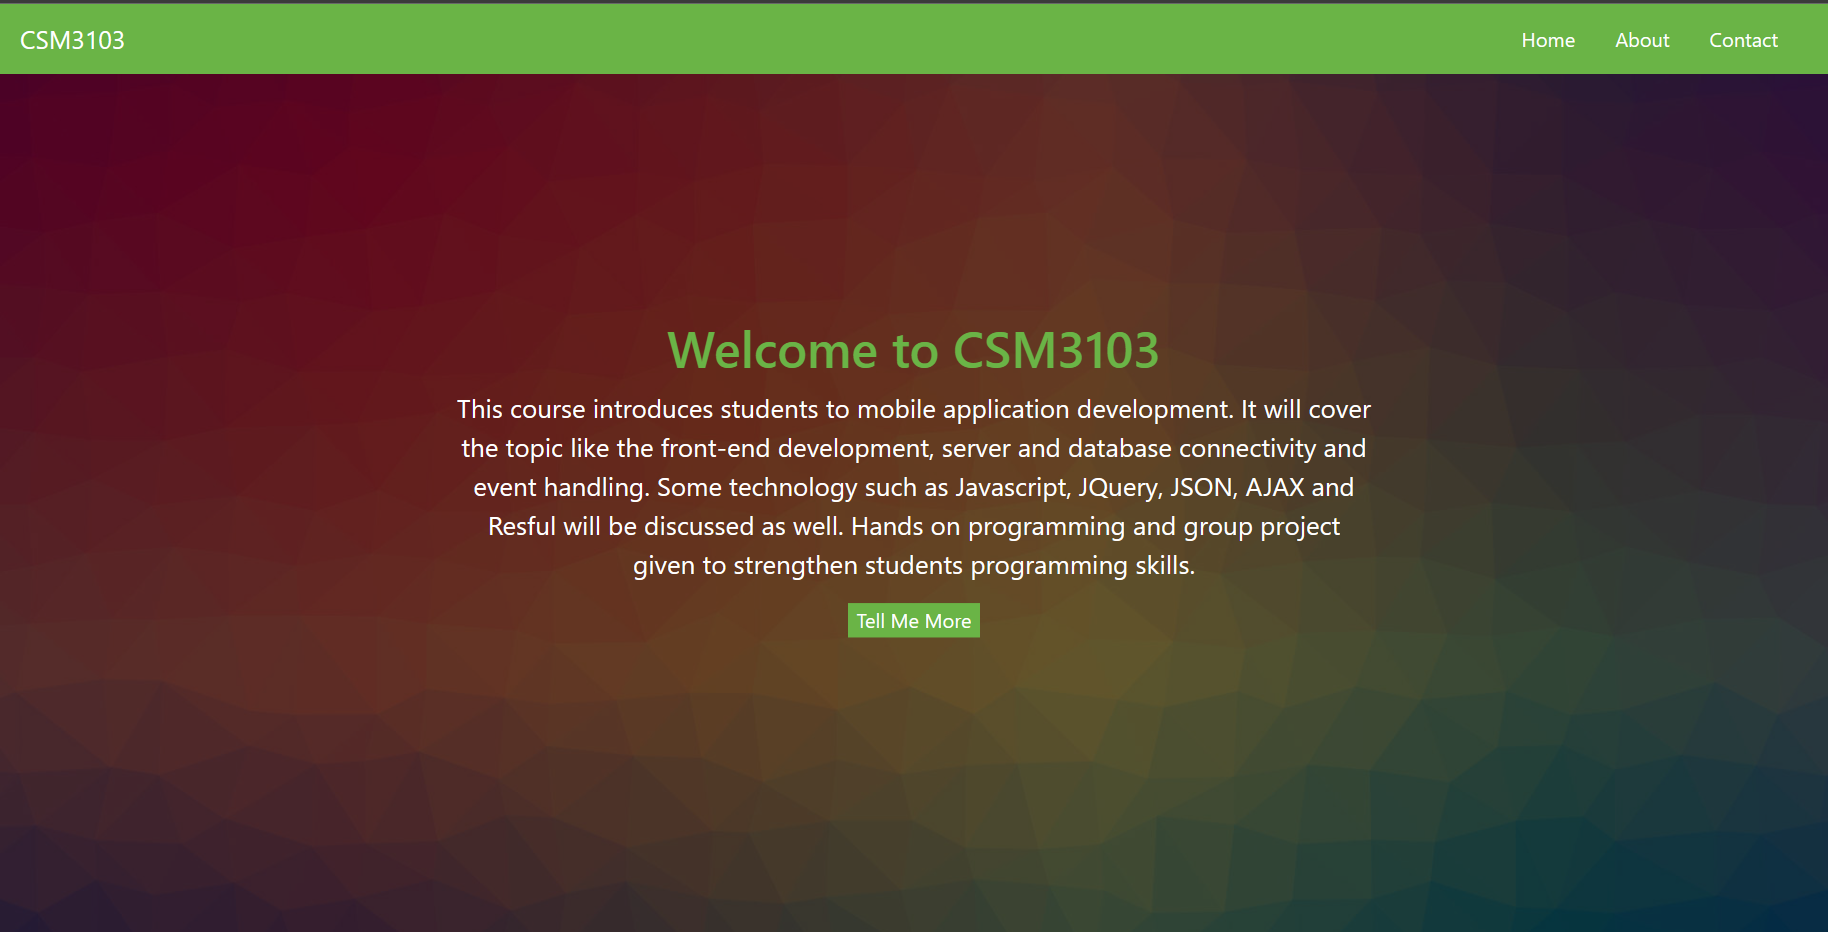 CSM3103
Home About Contact
Welcome to CSM3103
This course introduces students to mobile application development. It will cover
the topic like the front-end development, server and database connectivity and
event handling. Some technology such as Javascript, JQuery, JSON, AJAX and
Resful will be discussed as well. Hands on programming and group project
given to strengthen students programming skills.
Tell Me More